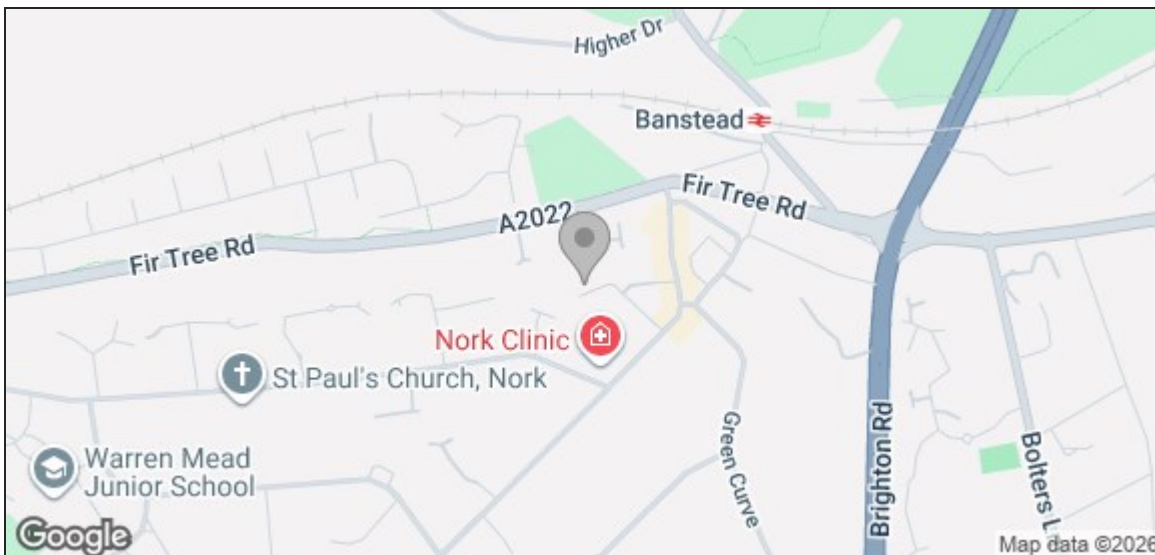 Higher Dr
Banstead
Fir Tree Rd
A2022
Fir Tree Rd
Nork Clinic
St Paul's Church, Nork
Warren Mead
Junior School
Green Curve
Brighton Rd
Bolters L
Google
Map data ©2026